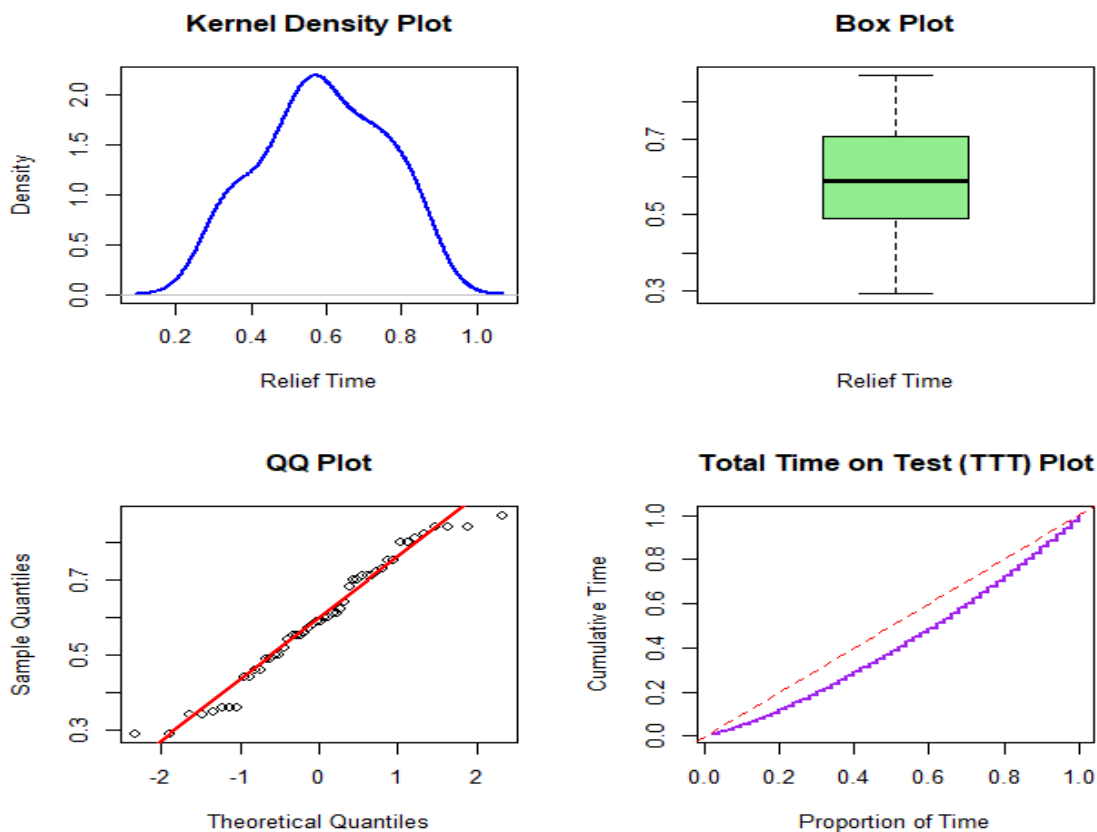 Kernel Density Plot
Density
0.0 0.5 1.0 1.5 2.0
0.2 0.4 0.6 0.8 1.0
Relief Time
Box Plot
0.3 0.5 0.7
Relief Time
QQ Plot
Sample Quantiles
0.3 0.5 0.7
-2 -1 0 1 2
Theoretical Quantiles
Total Time on Test (TTT) Plot
Cumulative Time
0.0 0.2 0.4 0.6 0.8 1.0
0.0 0.2 0.4 0.6 0.8 1.0
Proportion of Time